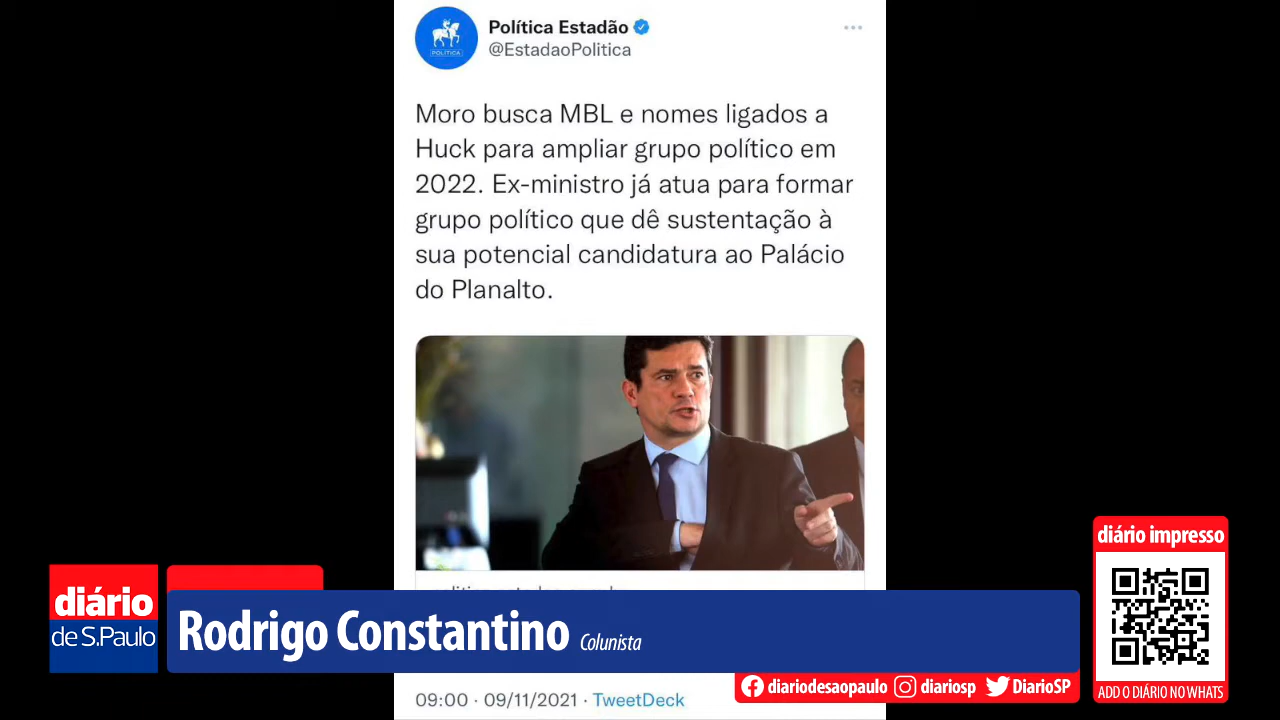 Política Estadão
@EstadaoPolitica
POLÍTICA
Moro busca MBL e nomes ligados a
Huck para ampliar grupo político em
2022. Ex-ministro já atua para formar
grupo político que dê sustentação à
sua potencial candidatura ao Palácio
do Planalto.
diário impresso
diário
de S.Paulo
Rodrigo Constantino Colunista
diariodesaopaulo diariosp DiarioSP
ADD O DIÁRIO NO WHATS
09:00 · 09/11/2021 · TweetDeck